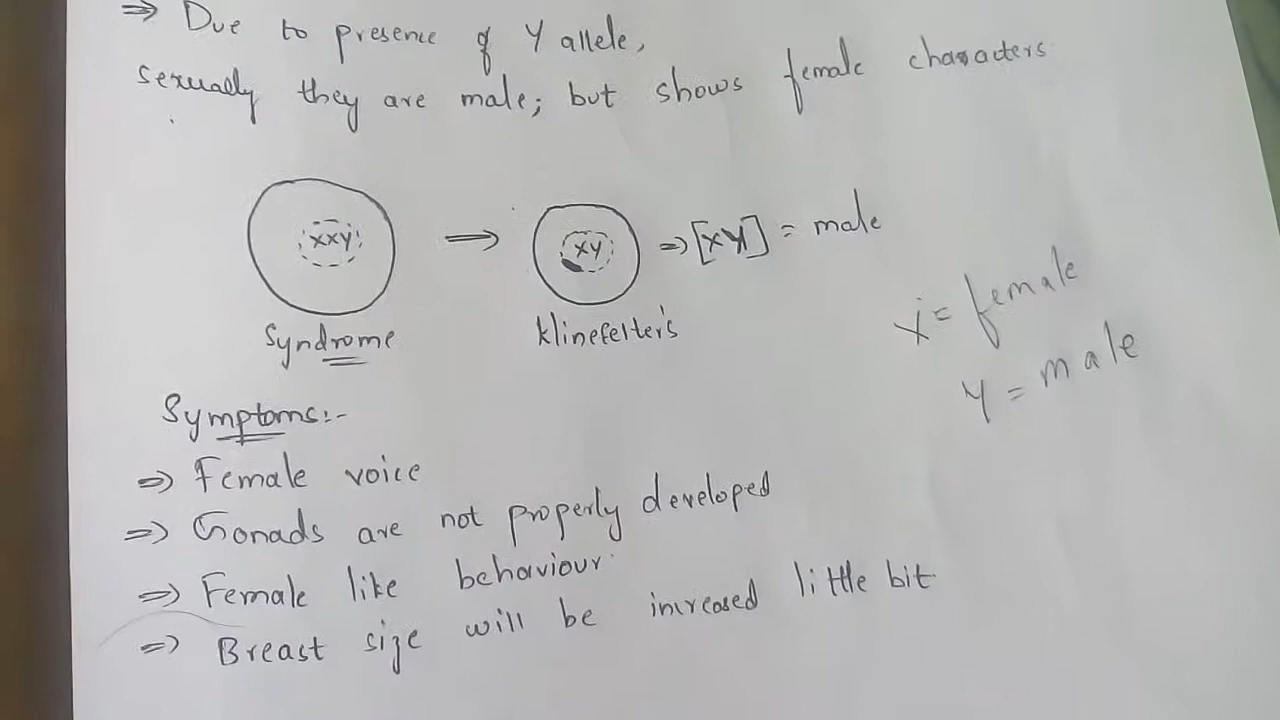 ⇒ Due to presence of Y allele,
sexually they are male; but shows female characters
XXY → XY ⇒ [XY] = male
Syndrome Klinefelter's
X = female
Y = male
Symptoms:-
⇒ Female voice
⇒ Gonads are not properly developed
⇒ Female like behaviour
⇒ Breast size will be increased little bit